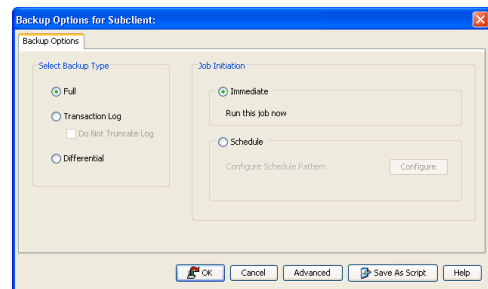 Backup Options for Subclient:
Backup Options
Select Backup Type
Full
Transaction Log
Do Not Truncate Log
Differential
Job Initiation
Immediate
Run this job now
Schedule
Configure Schedule Pattern
Configure
OK
Cancel
Advanced
Save As Script
Help